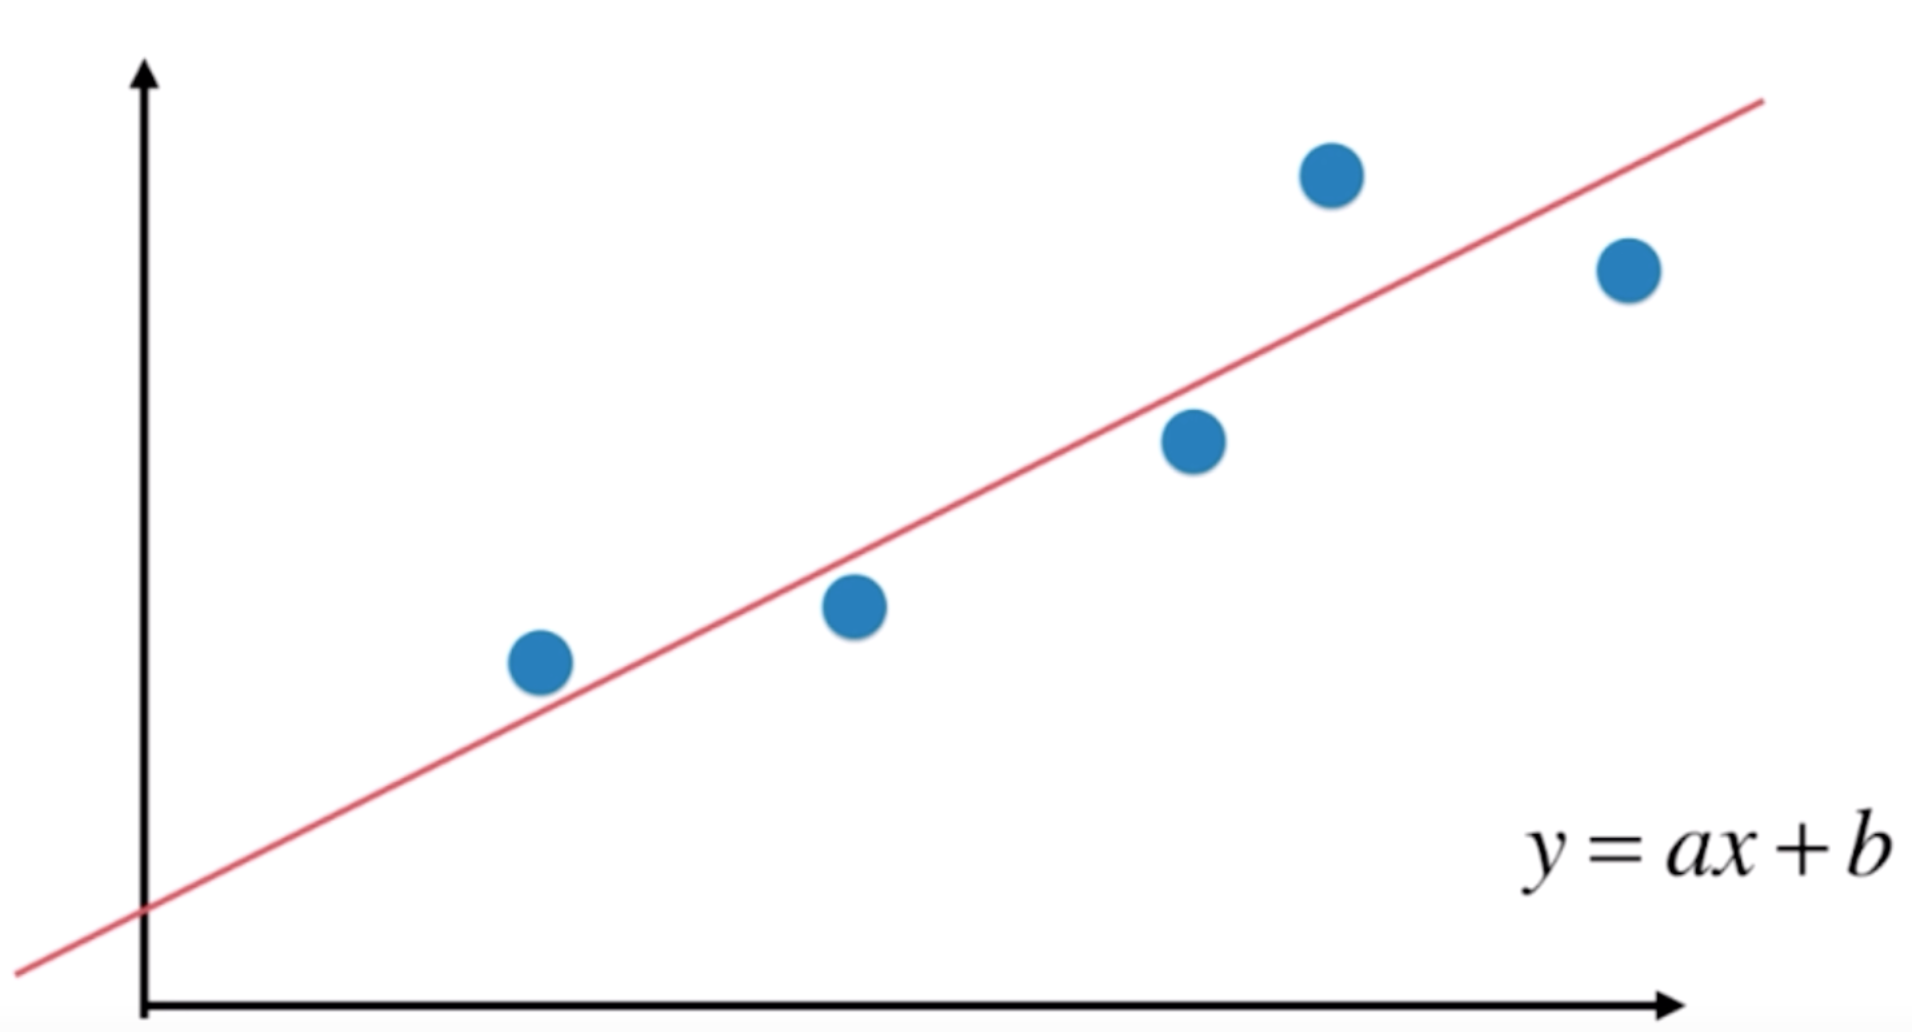 y = ax + b